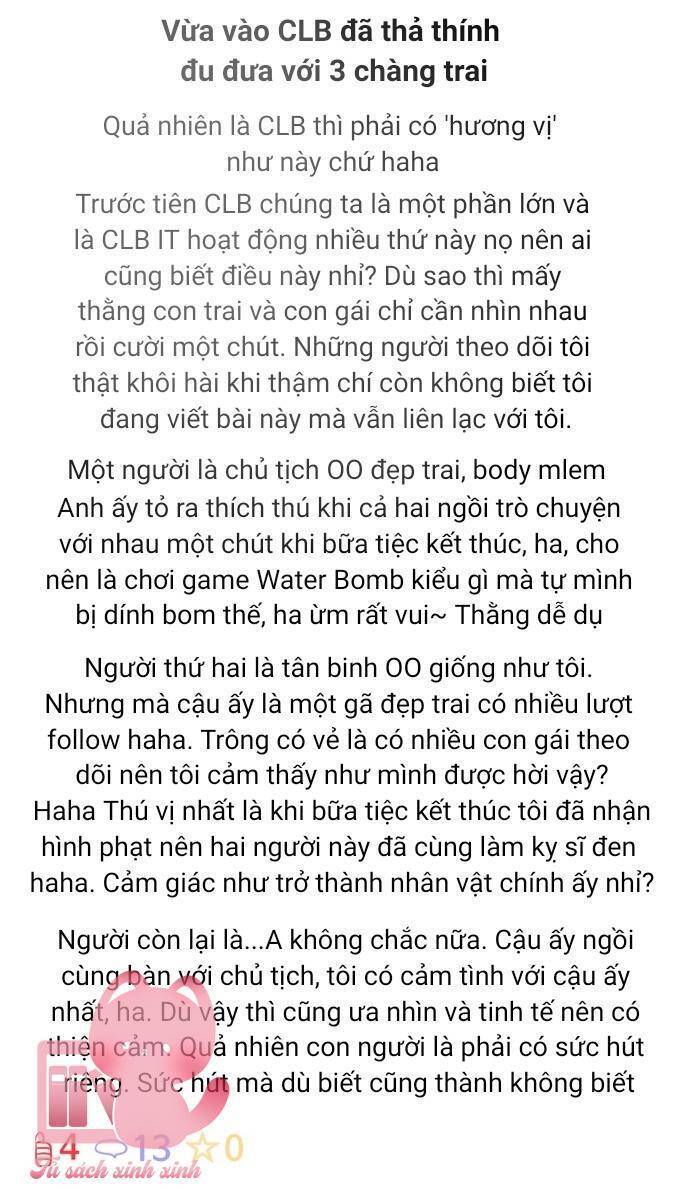 Vừa vào CLB đã thả thính
đu đưa với 3 chàng trai
Quả nhiên là CLB thì phải có 'hương vị'
như này chứ haha
Trước tiên CLB chúng ta là một phần lớn và
là CLB IT hoạt động nhiều thứ này nọ nên ai
cũng biết điều này nhỉ? Dù sao thì mấy
thằng con trai và con gái chỉ cần nhìn nhau
rồi cười một chút. Những người theo dõi tôi
thật khôi hài khi thậm chí còn không biết tôi
đang viết bài này mà vẫn liên lạc với tôi.
Một người là chủ tịch OO đẹp trai, body mlem
Anh ấy tỏ ra thích thú khi cả hai ngồi trò chuyện
với nhau một chút khi bữa tiệc kết thúc, ha, cho
nên là chơi game Water Bomb kiểu gì mà tự mình
bị dính bom thế, ha ừm rất vui~ Thằng dễ dụ
Người thứ hai là tân binh OO giống như tôi.
Nhưng mà cậu ấy là một gã đẹp trai có nhiều lượt
follow haha. Trông có vẻ là có nhiều con gái theo
dõi nên tôi cảm thấy như mình được hời vậy?
Haha Thú vị nhất là khi bữa tiệc kết thúc tôi đã nhận
hình phạt nên hai người này đã cùng làm kỵ sĩ đen
haha. Cảm giác như trở thành nhân vật chính ấy nhỉ?
Người còn lại là...A không chắc nữa. Cậu ấy ngồi
cùng bàn với chủ tịch, tôi có cảm tình với cậu ấy
nhất, ha. Dù vậy thì cũng ưa nhìn và tinh tế nên có
thiện cảm. Quả nhiên con người là phải có sức hút
riêng. Sức hút mà dù biết cũng thành không biết
4 13 0
Tủ sách xinh xinh